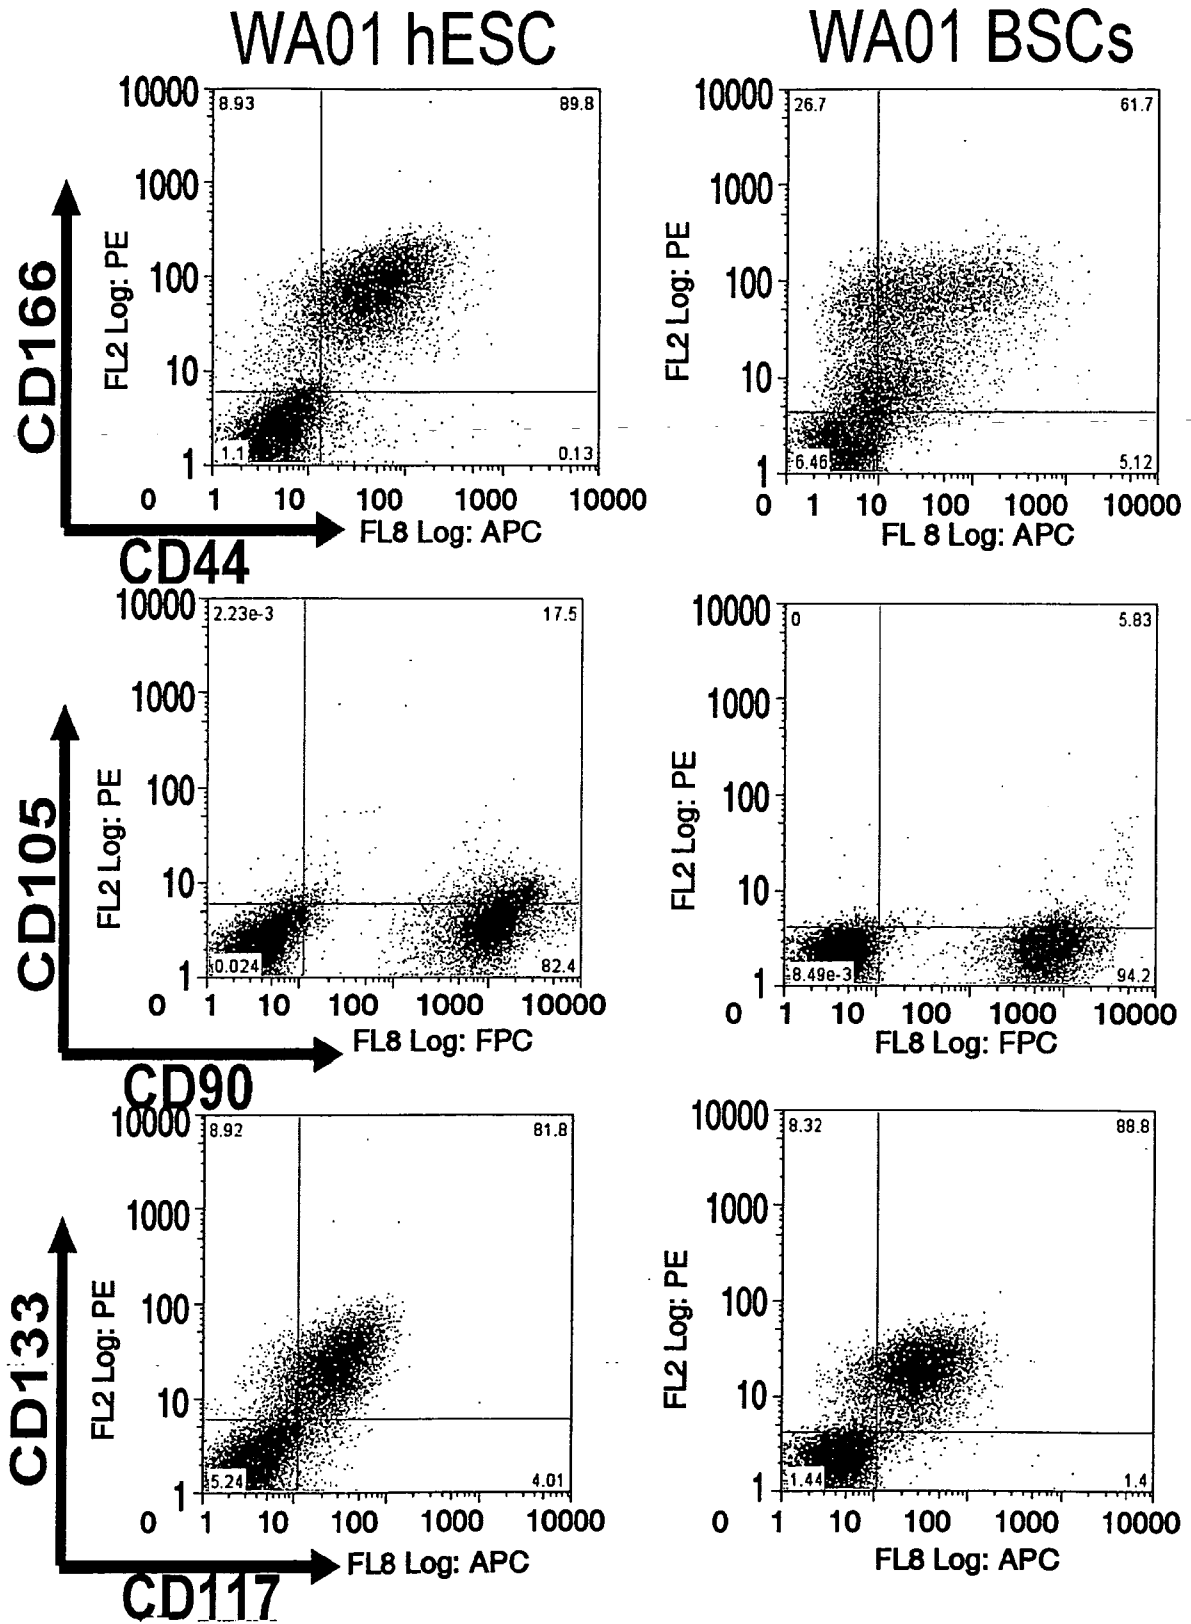 WA01 hESC
WA01 BSCs
CD166
FL2 Log: PE
10000
1000
100
10
1
8.93
89.8
1.1
0.13
0 1 10 100 1000 10000
FL8 Log: APC
CD44
FL2 Log: PE
10000
1000
100
10
1
26.7
61.7
6.46
5.12
0 1 10 100 1000 10000
FL 8 Log: APC
CD105
FL2 Log: PE
10000
1000
100
10
1
2.23e-3
17.5
0.024
82.4
0 1 10 100 1000 10000
FL8 Log: FPC
CD90
FL2 Log: PE
10000
1000
100
10
1
0
5.83
8.49e-3
94.2
0 1 10 100 1000 10000
FL8 Log: FPC
CD133
FL2 Log: PE
10000
1000
100
10
1
8.92
81.8
5.24
4.01
0 1 10 100 1000 10000
FL8 Log: APC
CD117
FL2 Log: PE
10000
1000
100
10
1
8.32
88.8
1.44
1.4
0 1 10 100 1000 10000
FL8 Log: APC